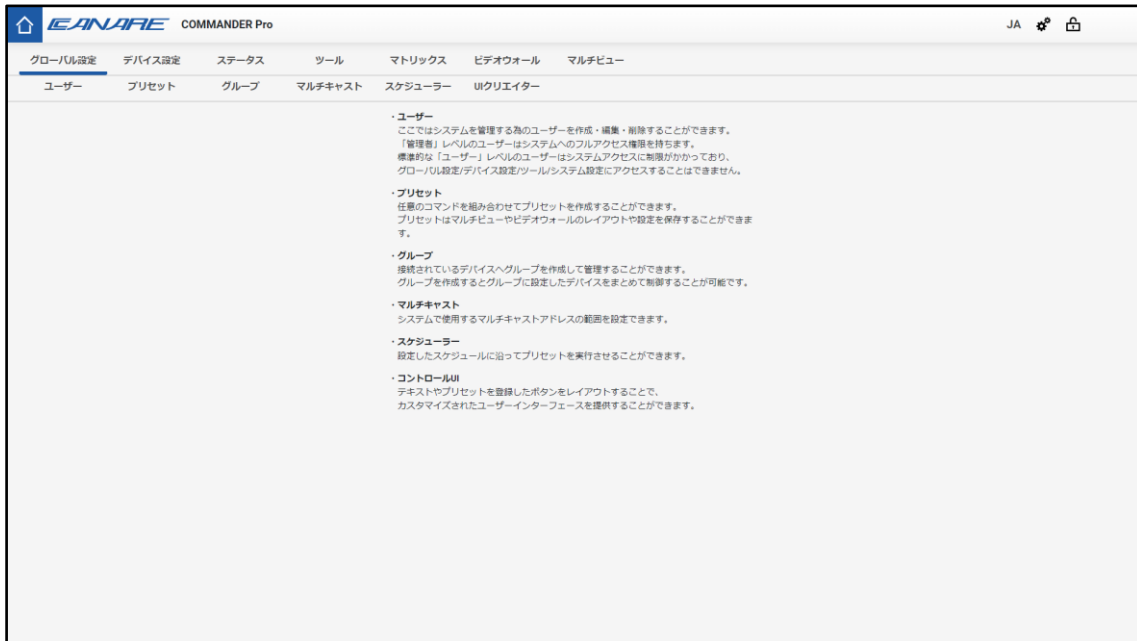 CANARE COMMANDER Pro JA
グローバル設定 デバイス設定 ステータス ツール マトリックス ビデオウォール マルチビュー
ユーザー プリセット グループ マルチキャスト スケジューラー UIクリエイター
・ユーザー
ここではシステムを管理する為のユーザーを作成・編集・削除することができます。
「管理者」レベルのユーザーはシステムへのフルアクセス権限を持ちます。
標準的な「ユーザー」レベルのユーザーはシステムアクセスに制限がかかっており、
グローバル設定/デバイス設定/ツール/システム設定にアクセスすることはできません。
・プリセット
任意のコマンドを組み合わせてプリセットを作成することができます。
プリセットはマルチビューやビデオウォールのレイアウトや設定を保存することができま
す。
・グループ
接続されているデバイスへグループを作成して管理することができます。
グループを作成するとグループに設定したデバイスをまとめて制御することが可能です。
・マルチキャスト
システムで使用するマルチキャストアドレスの範囲を設定できます。
・スケジューラー
設定したスケジュールに沿ってプリセットを実行させることができます。
・コントロールUI
テキストやプリセットを登録したボタンをレイアウトすることで、
カスタマイズされたユーザーインターフェースを提供することができます。